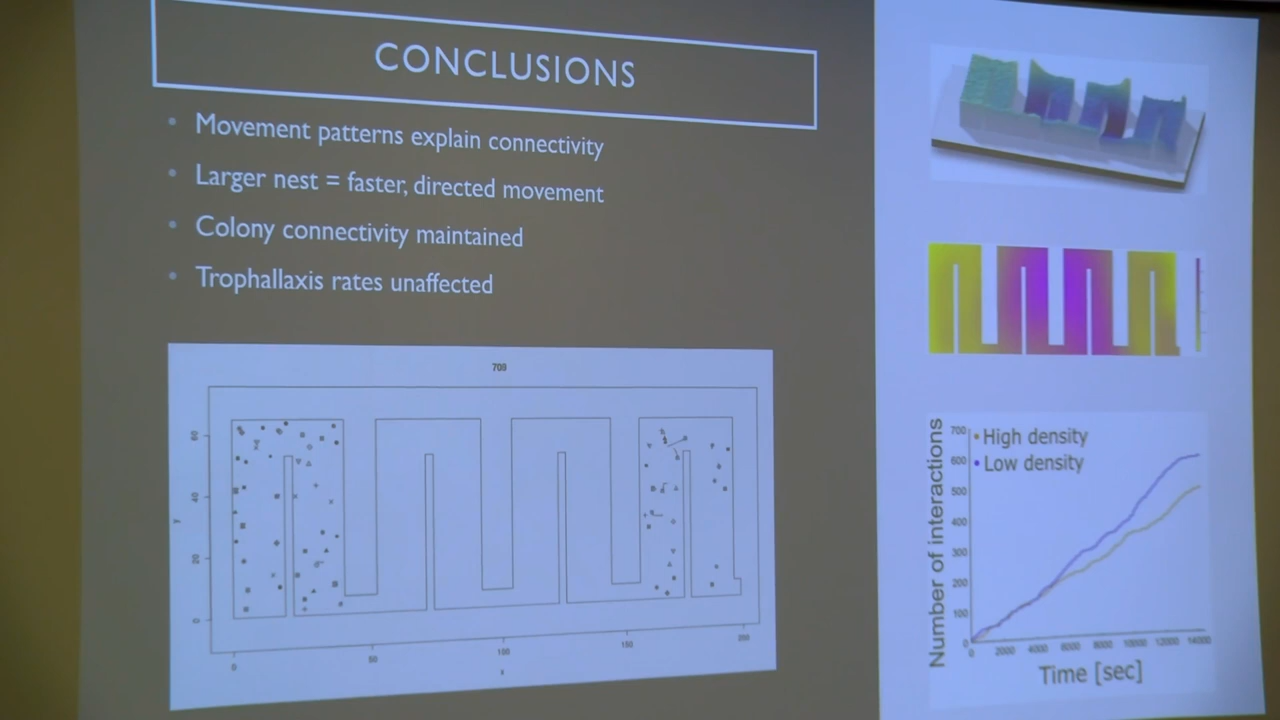 CONCLUSIONS
• Movement patterns explain connectivity
• Larger nest = faster, directed movement
• Colony connectivity maintained
• Trophallaxis rates unaffected
709
60
40
20
0
y
0
50
100
150
200
x
Number of interactions
700
600
500
400
300
200
100
0
• High density
• Low density
0 2000 4000 6000 8000 10000 12000 14000
Time [sec]